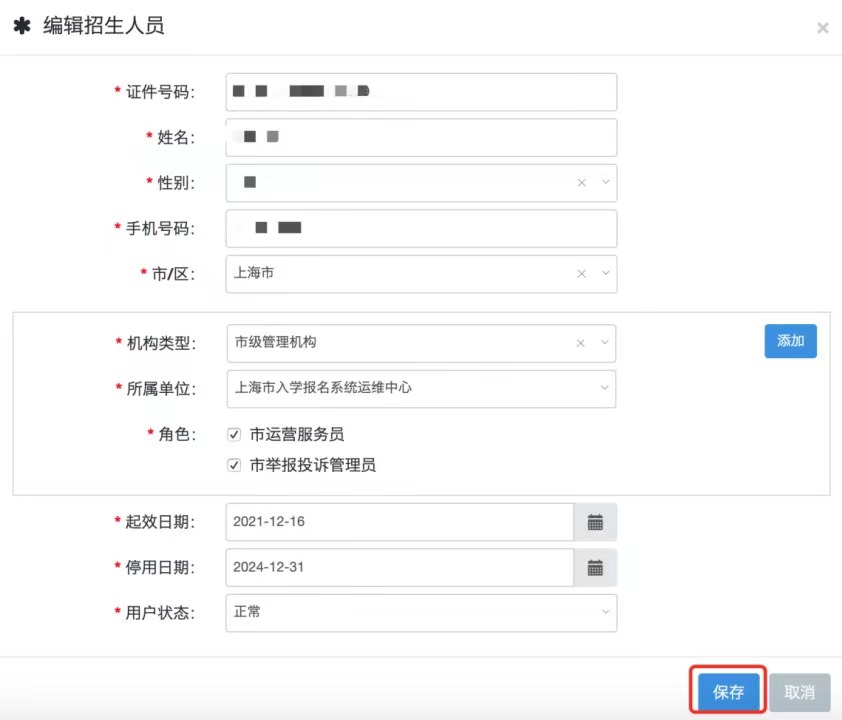 编辑招生人员
* 证件号码：
* 姓名：
* 性别：
* 手机号码：
* 市/区： 上海市
* 机构类型： 市级管理机构 添加
* 所属单位： 上海市入学报名系统运维中心
* 角色： 市运营服务员
市举报投诉管理员
* 起效日期： 2021-12-16
* 停用日期： 2024-12-31
* 用户状态： 正常
保存 取消